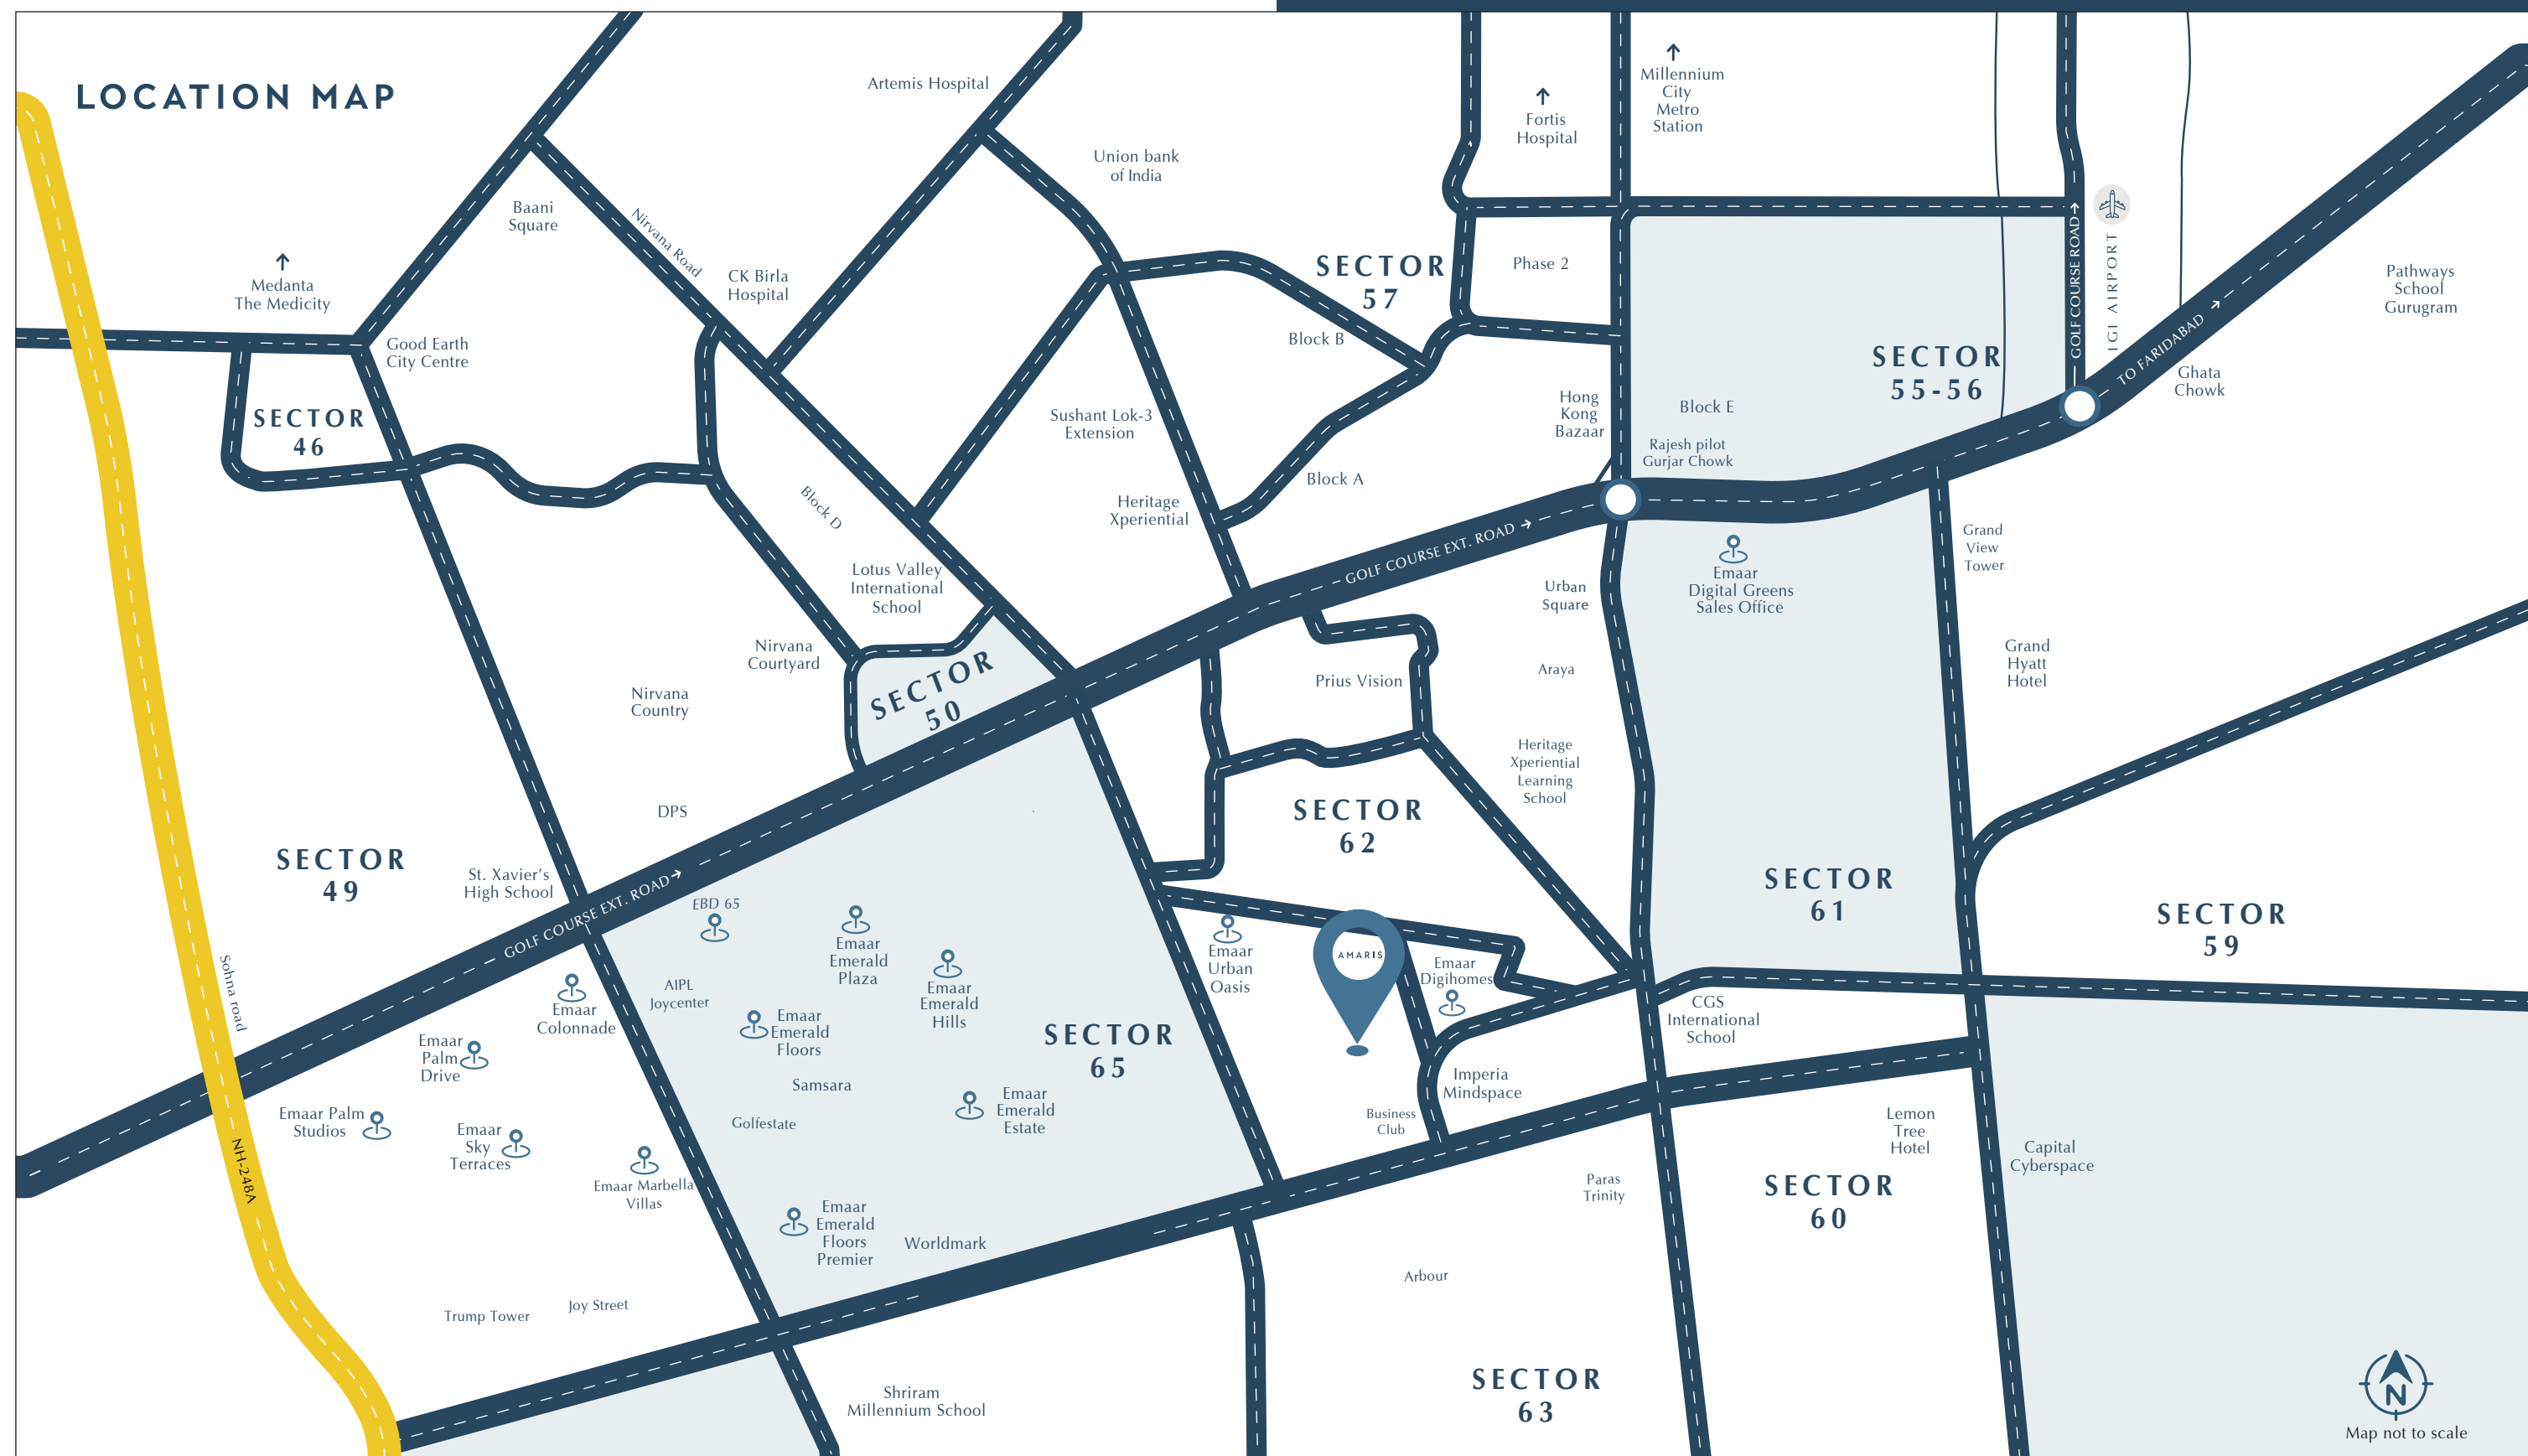 LOCATION MAP
Artemis Hospital
Union bank
of India
↑
Fortis
Hospital
↑
Millennium
City
Metro
Station
Baani
Square
Nirvana Road
CK Birla
Hospital
↑
Medanta
The Medicity
Good Earth
City Centre
SECTOR
46
SECTOR
57
Phase 2
Block B
Sushant Lok-3
Extension
Block A
Heritage
Xperiential
Hong
Kong
Bazaar
Block E
Rajesh pilot
Gurjar Chowk
SECTOR
55-56
GOLF COURSE ROAD →
IGI AIRPORT
TO FARIDABAD →
Ghata
Chowk
Pathways
School
Gurugram
Block D
Lotus Valley
International
School
Nirvana
Courtyard
Nirvana
Country
SECTOR
50
DPS
GOLF COURSE EXT. ROAD →
Urban
Square
Emaar
Digital Greens
Sales Office
Grand
View
Tower
Grand
Hyatt
Hotel
Prius Vision
Araya
Heritage
Xperiential
Learning
School
SECTOR
62
SECTOR
61
SECTOR
59
SECTOR
49
St. Xavier's
High School
GOLF COURSE EXT. ROAD →
Sohna road
NH-248A
EBD 65
Emaar
Emerald
Plaza
Emaar
Emerald
Hills
AIPL
Joycenter
Emaar
Emerald
Floors
Emaar
Colonnade
Emaar
Palm
Drive
Emaar Palm
Studios
Emaar
Sky
Terraces
Emaar Marbella
Villas
Samsara
Golfestate
Emaar
Emerald
Estate
SECTOR
65
Emaar
Emerald
Floors
Premier
Worldmark
Trump Tower
Joy Street
Shriram
Millennium School
Emaar
Urban
Oasis
AMARIS
Emaar
Digihomes
Imperia
Mindspace
Business
Club
CGS
International
School
Lemon
Tree
Hotel
Capital
Cyberspace
Paras
Trinity
SECTOR
60
Arbour
SECTOR
63
N
Map not to scale